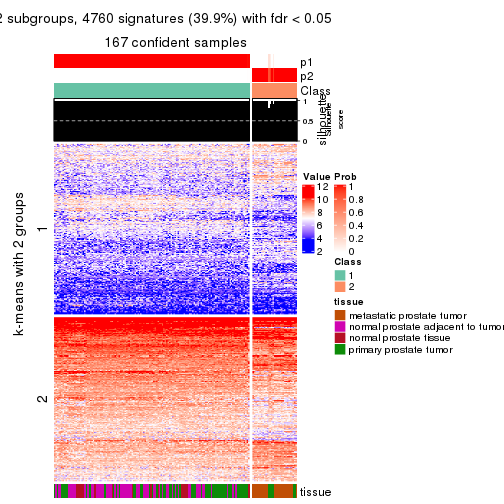 2 subgroups, 4760 signatures (39.9%) with fdr < 0.05
167 confident samples
p1
p2
Class
1
0.5
0
silhouette
Silhouette
score
k-means with 2 groups
1
2
Value
12
10
8
6
4
2
Prob
1
0.8
0.6
0.4
0.2
0
Class
1
2
tissue
metastatic prostate tumor
normal prostate adjacent to tumor
normal prostate tissue
primary prostate tumor
tissue